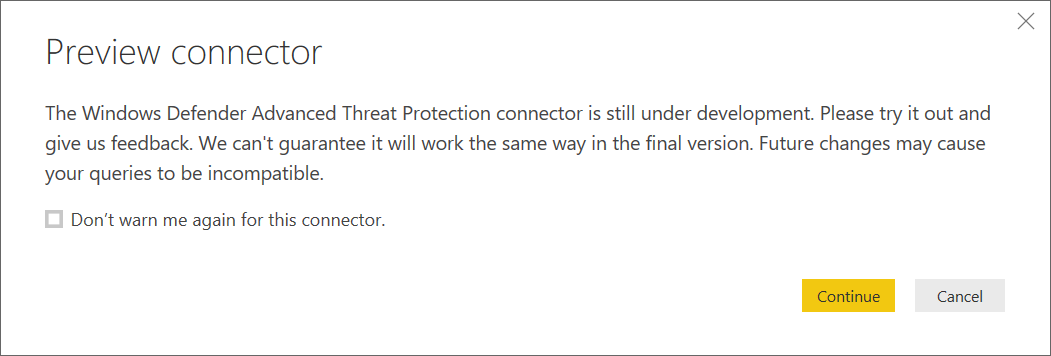 Preview connector
The Windows Defender Advanced Threat Protection connector is still under development. Please try it out and
give us feedback. We can't guarantee it will work the same way in the final version. Future changes may cause
your queries to be incompatible.
Don’t warn me again for this connector.
Continue
Cancel